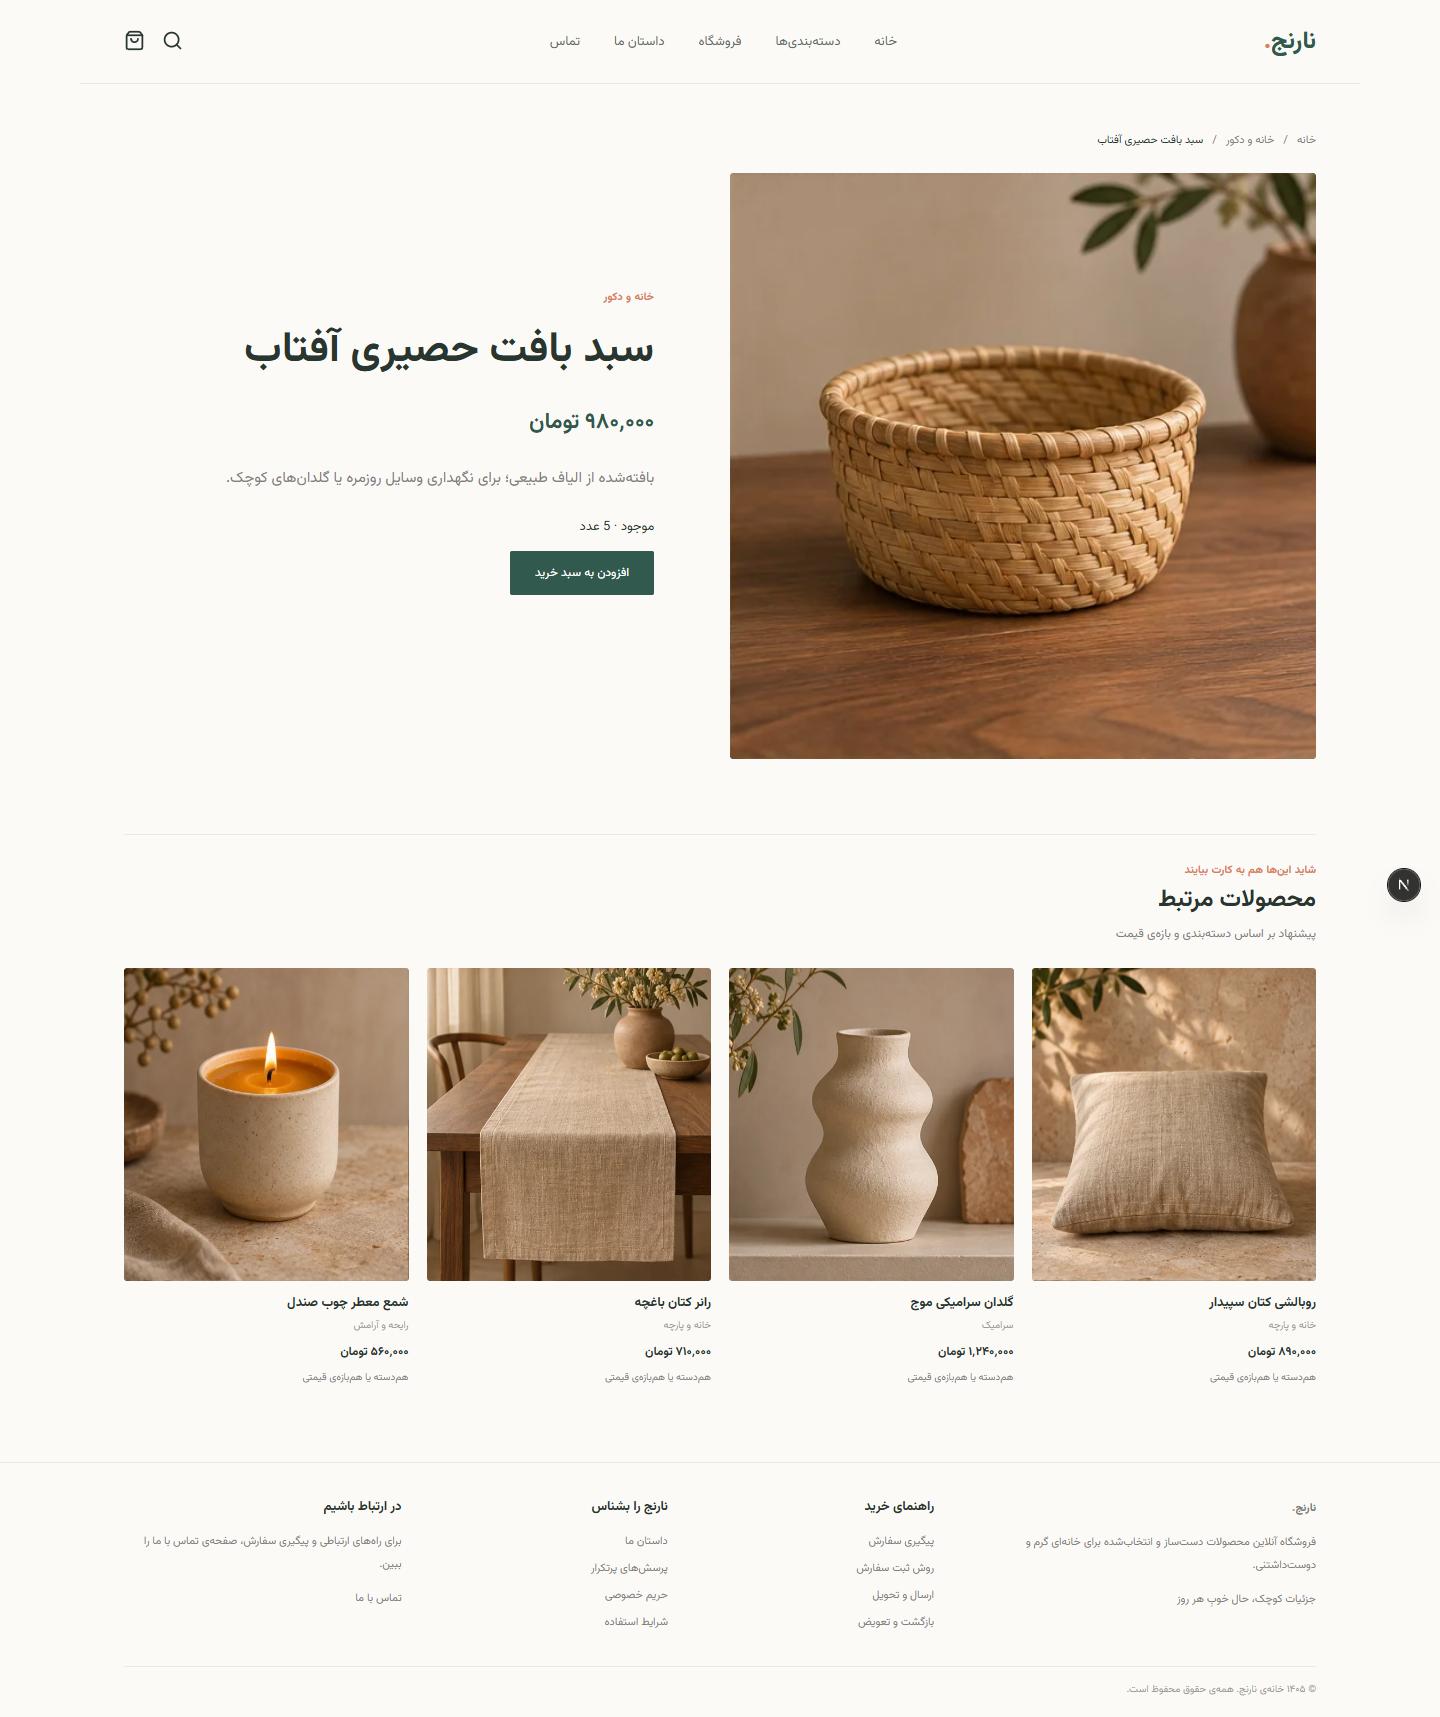 نارنج.
خانه دسته‌بندی‌ها فروشگاه داستان ما تماس
خانه / خانه و دکور / سبد بافت حصیری آفتاب
خانه و دکور
سبد بافت حصیری آفتاب
۹۸۰,۰۰۰ تومان
بافته‌شده از الیاف طبیعی؛ برای نگهداری وسایل روزمره یا گلدان‌های کوچک.
موجود · 5 عدد
افزودن به سبد خرید
شاید این‌ها هم به کارت بیایند
محصولات مرتبط
پیشنهاد بر اساس دسته‌بندی و بازه‌ی قیمت
روبالشی کتان سپیدار
خانه و پارچه
۸۹۰,۰۰۰ تومان
هم‌دسته یا هم‌بازه‌ی قیمتی
گلدان سرامیکی موج
سرامیک
۱,۲۴۰,۰۰۰ تومان
هم‌دسته یا هم‌بازه‌ی قیمتی
رانر کتان باغچه
خانه و پارچه
۷۱۰,۰۰۰ تومان
هم‌دسته یا هم‌بازه‌ی قیمتی
شمع معطر چوب صندل
رایحه و آرامش
۵۶۰,۰۰۰ تومان
هم‌دسته یا هم‌بازه‌ی قیمتی
N
نارنج.
فروشگاه آنلاین محصولات دست‌ساز و انتخاب‌شده برای خانه‌ای گرم و
دوست‌داشتنی.
جزئیات کوچک، حال خوبِ هر روز
راهنمای خرید
پیگیری سفارش
روش ثبت سفارش
ارسال و تحویل
بازگشت و تعویض
نارنج را بشناس
داستان ما
پرسش‌های پرتکرار
حریم خصوصی
شرایط استفاده
در ارتباط باشیم
برای راه‌های ارتباطی و پیگیری سفارش، صفحه‌ی تماس با ما را
ببین.
تماس با ما
© ۱۴۰۵ خانه‌ی نارنج. همه‌ی حقوق محفوظ است.